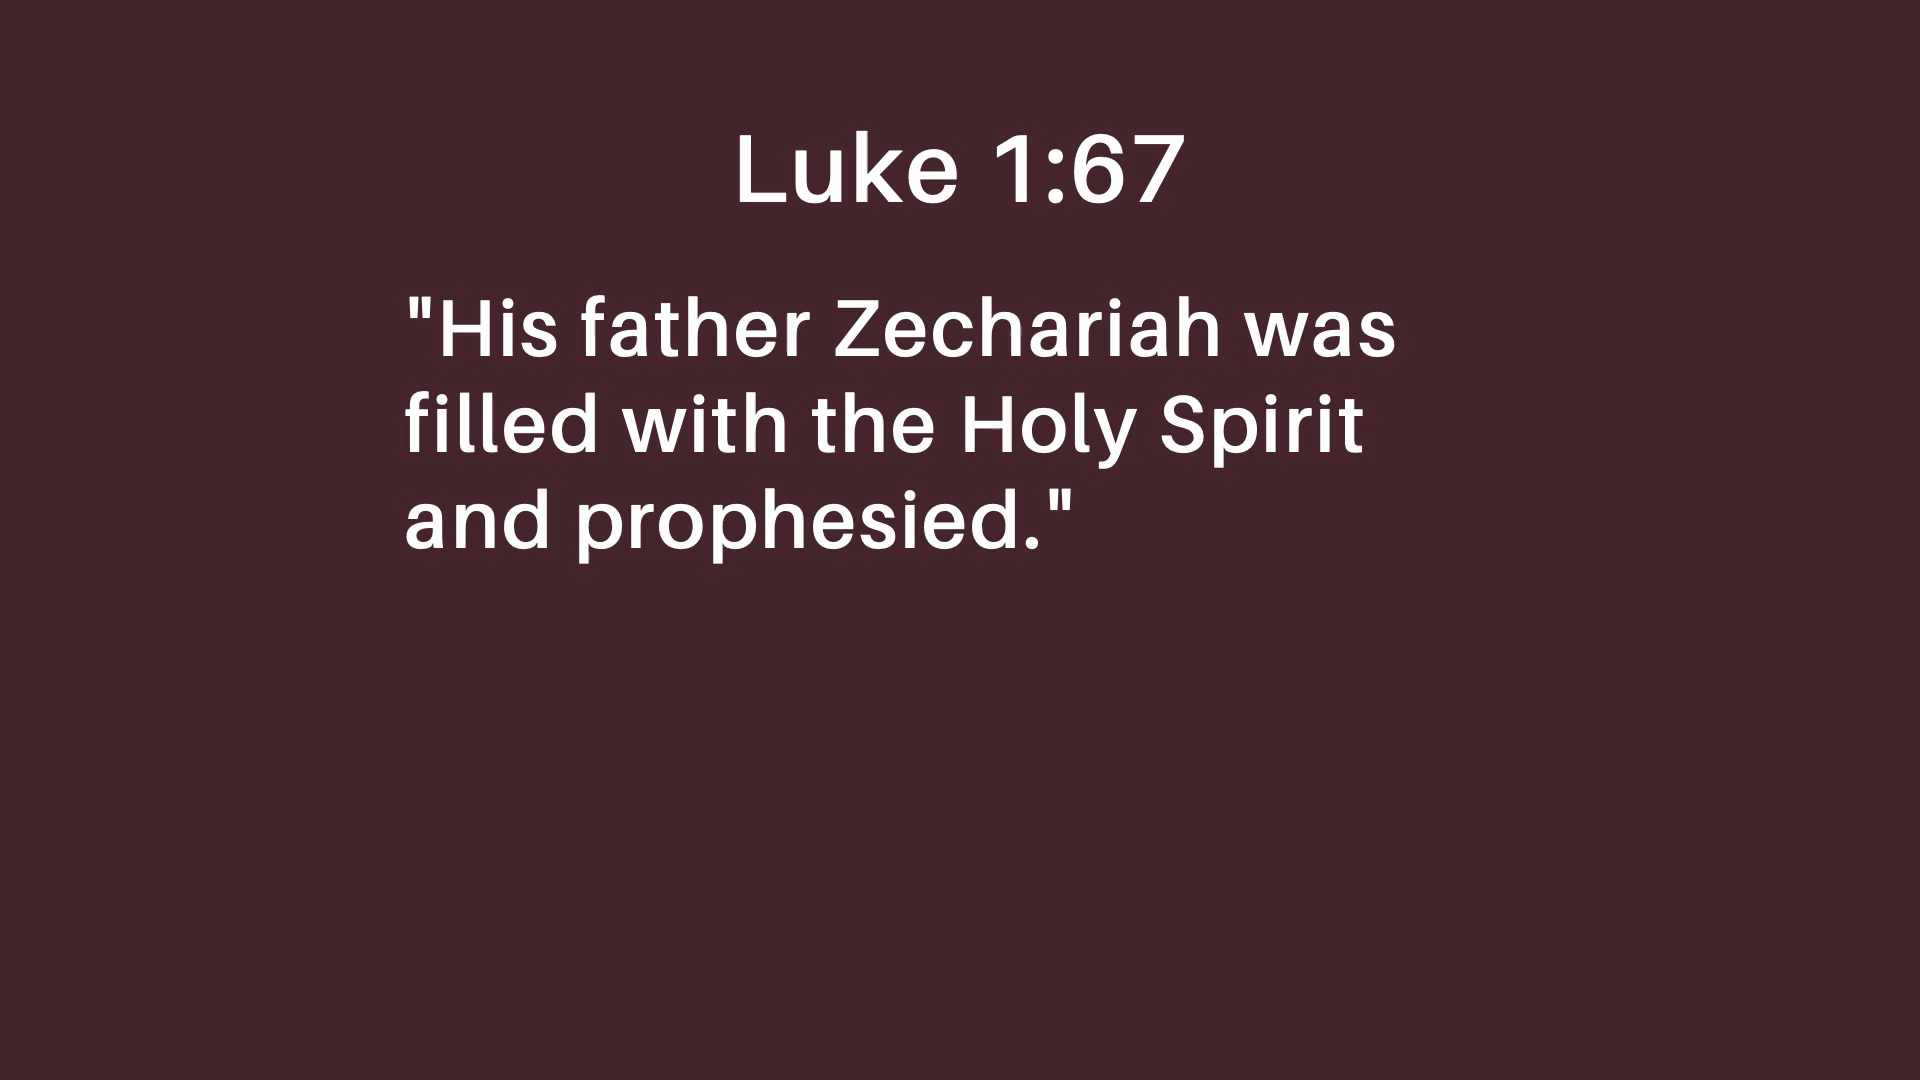 Luke 1:67
"His father Zechariah was
filled with the Holy Spirit
and prophesied."